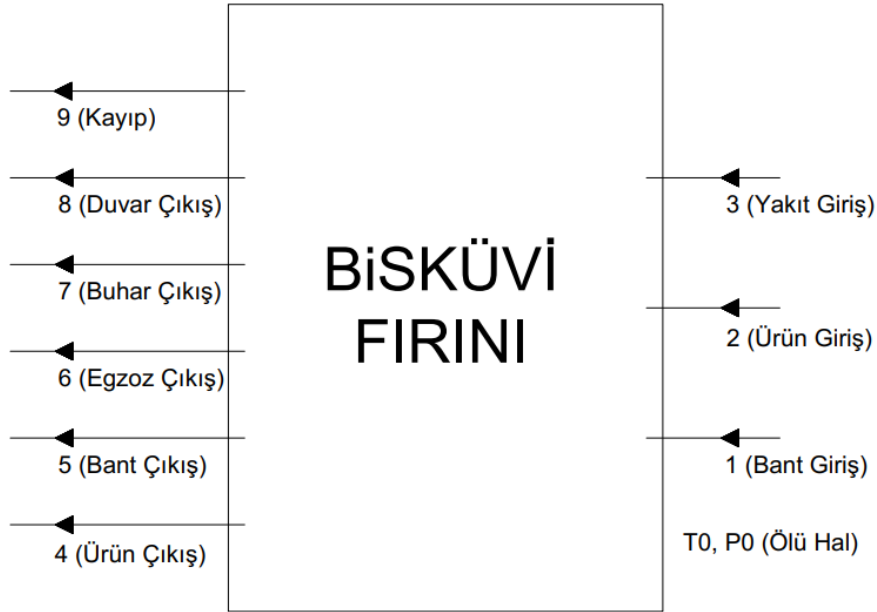 9 (Kayıp)
8 (Duvar Çıkış)
7 (Buhar Çıkış)
6 (Egzoz Çıkış)
5 (Bant Çıkış)
4 (Ürün Çıkış)
BiSKÜVİ
FIRINI
3 (Yakıt Giriş)
2 (Ürün Giriş)
1 (Bant Giriş)
T0, P0 (Ölü Hal)